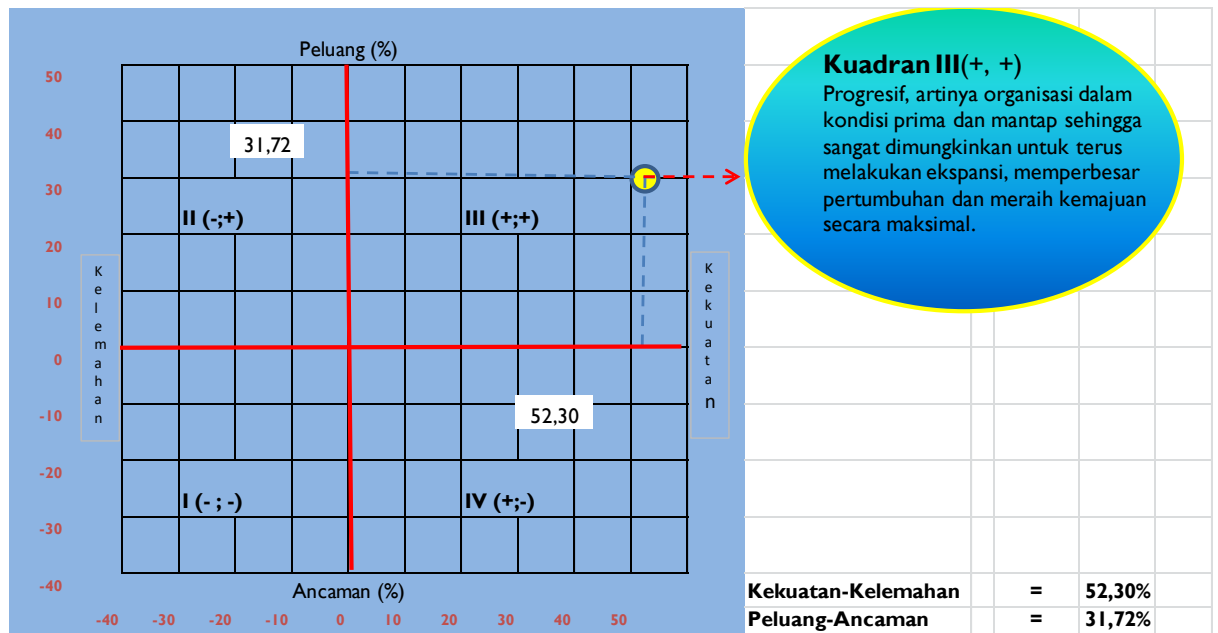 Peluang (%)
50
40
30
20
10
0
-10
-20
-30
-40
31,72
II (-;+)
III (+;+)
Kelemahan
Kekuatan
52,30
I (- ; -)
IV (+;-)
Ancaman (%)
-40 -30 -20 -10 0 10 20 30 40 50
Kuadran III(+, +)
Progresif, artinya organisasi dalam
kondisi prima dan mantap sehingga
sangat dimungkinkan untuk terus
melakukan ekspansi, memperbesar
pertumbuhan dan meraih kemajuan
secara maksimal.
Kekuatan-Kelemahan = 52,30%
Peluang-Ancaman = 31,72%